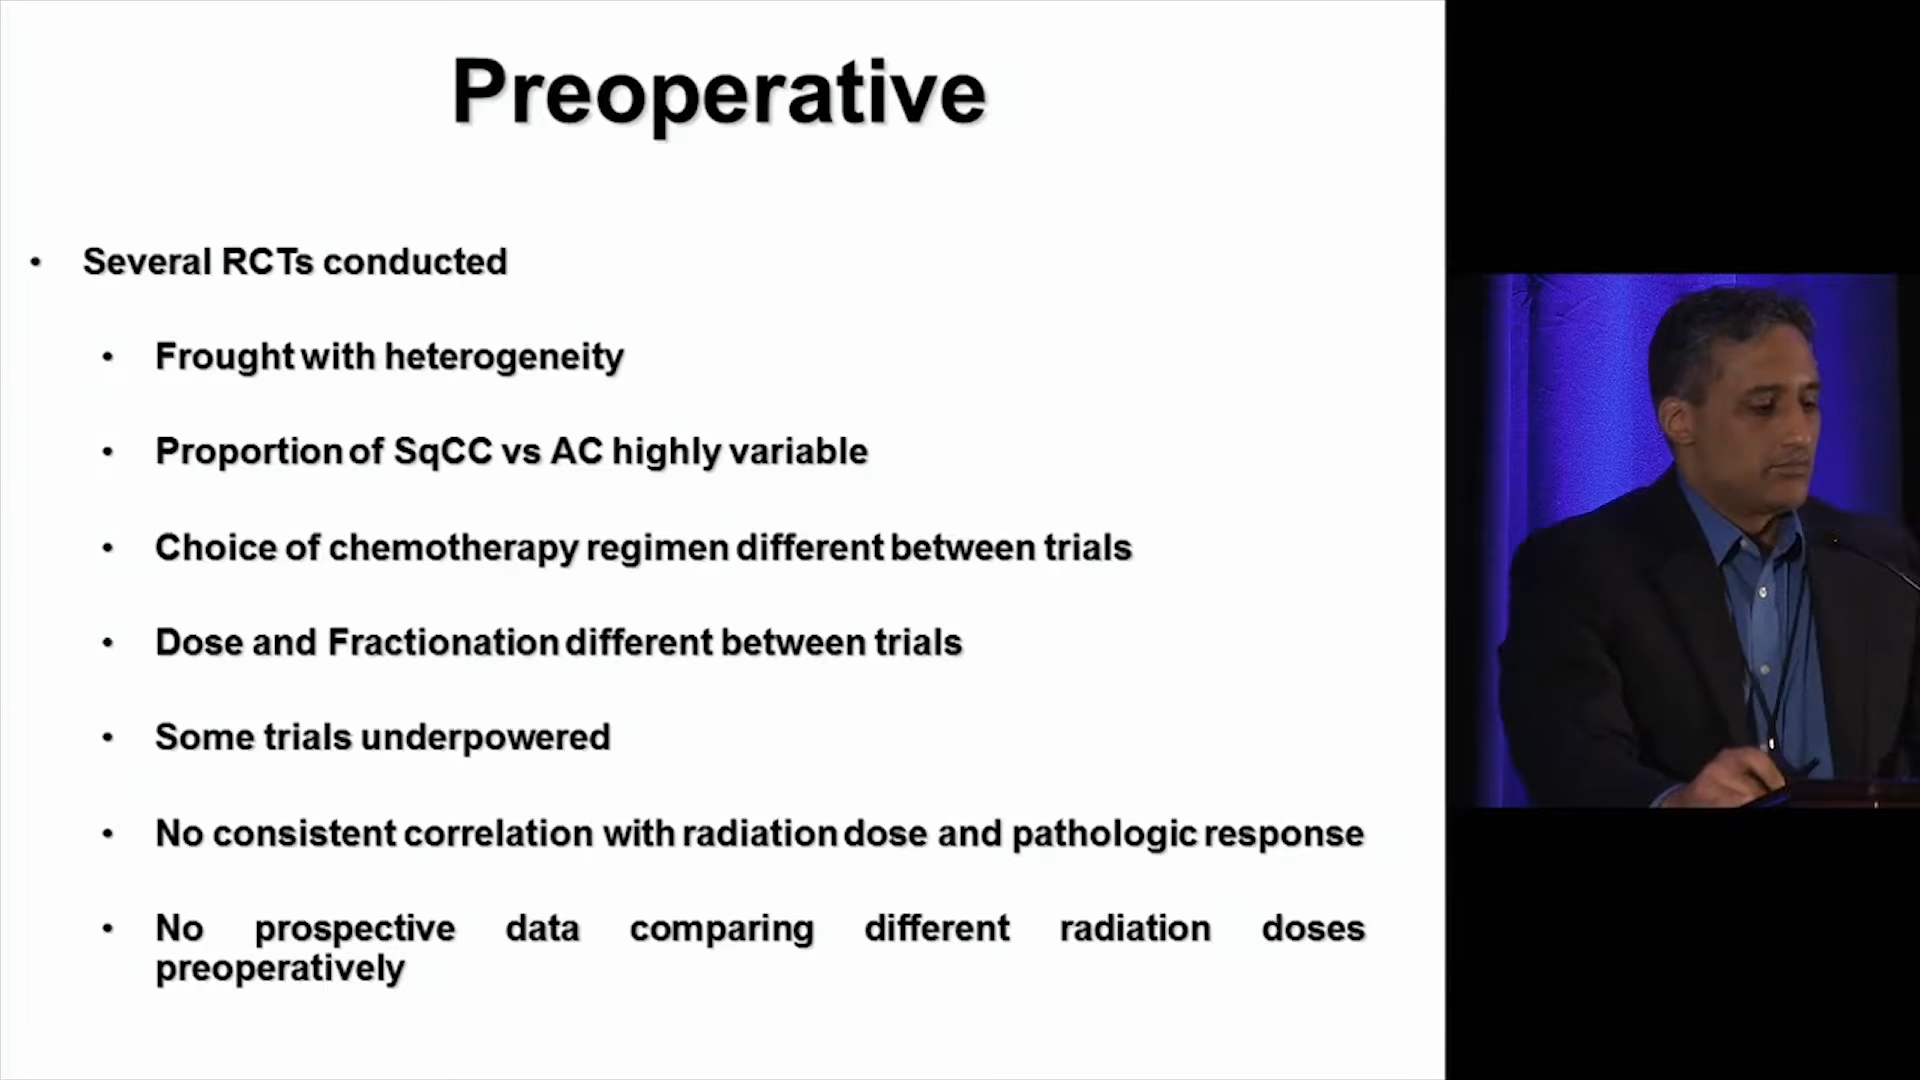 Preoperative
• Several RCTs conducted
• Frought with heterogeneity
• Proportion of SqCC vs AC highly variable
• Choice of chemotherapy regimen different between trials
• Dose and Fractionation different between trials
• Some trials underpowered
• No consistent correlation with radiation dose and pathologic response
• No prospective data comparing different radiation doses
preoperatively